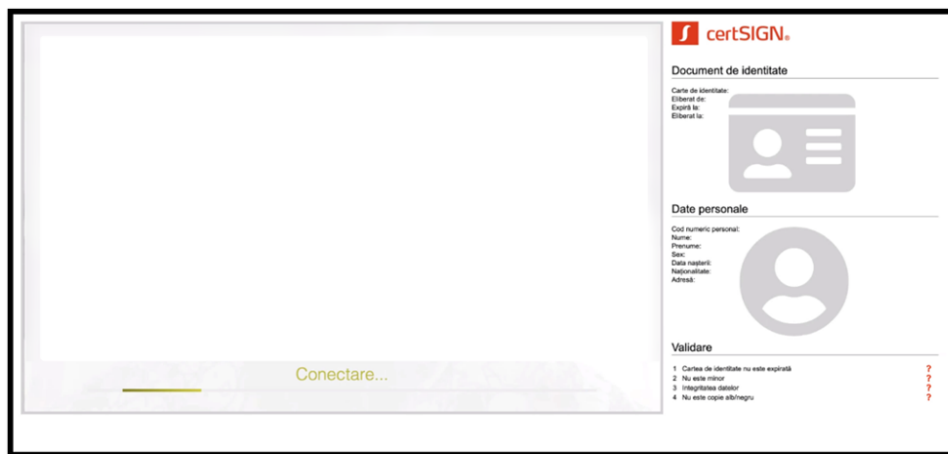 certSIGN®
Document de identitate
Carte de identitate:
Eliberat de:
Expiră la:
Eliberat la:
Date personale
Cod numeric personal:
Nume:
Prenume:
Sex:
Data nașterii:
Naționalitate:
Adresă:
Validare
1 Cartea de identitate nu este expirată ?
2 Nu este minor ?
3 Integritatea datelor ?
4 Nu este copie alb/negru ?
Conectare...